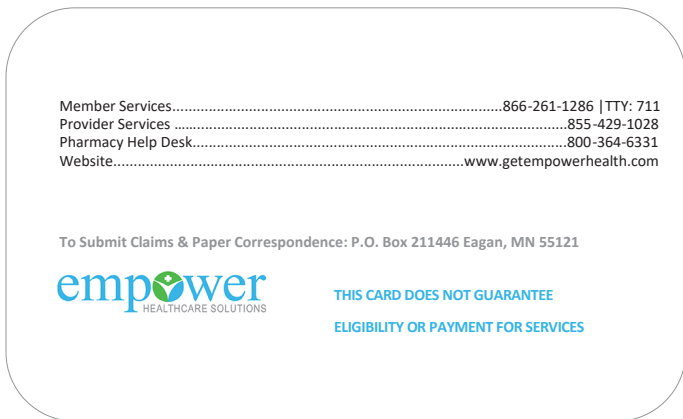 Member Services....................................................................................866-261-1286 |TTY: 711
Provider Services ....................................................................................................855-429-1028
Pharmacy Help Desk...............................................................................................800-364-6331
Website.........................................................................................www.getempowerhealth.com
To Submit Claims & Paper Correspondence: P.O. Box 211446 Eagan, MN 55121
empower
HEALTHCARE SOLUTIONS
THIS CARD DOES NOT GUARANTEE
ELIGIBILITY OR PAYMENT FOR SERVICES